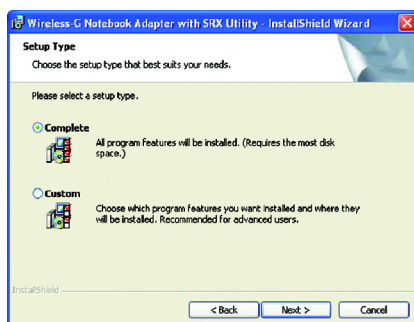 Wireless-G Notebook Adapter with SRX Utility - InstallShield Wizard
Setup Type
Choose the setup type that best suits your needs.
Please select a setup type.
Complete
All program features will be installed. (Requires the most disk
space.)
Custom
Choose which program features you want installed and where they
will be installed. Recommended for advanced users.
InstallShield
< Back
Next >
Cancel